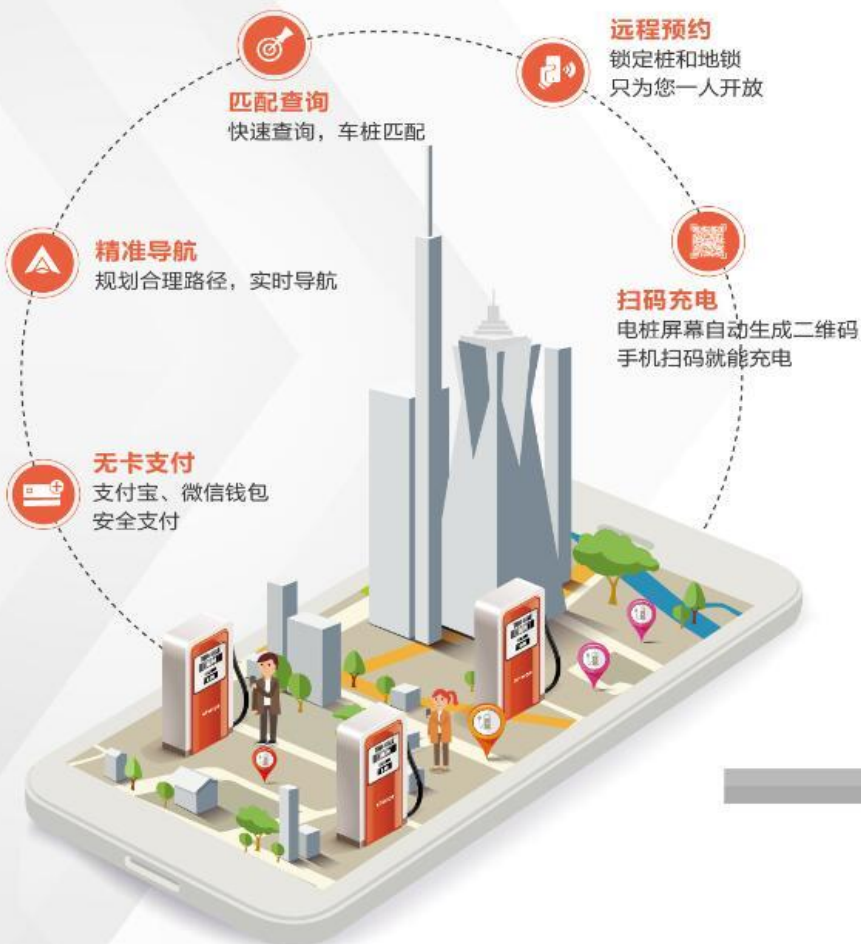 远程预约
锁定桩和地锁
只为您一人开放
匹配查询
快速查询，车桩匹配
精准导航
规划合理路径，实时导航
扫码充电
电桩屏幕自动生成二维码
手机扫码就能充电
无卡支付
支付宝、微信钱包
安全支付